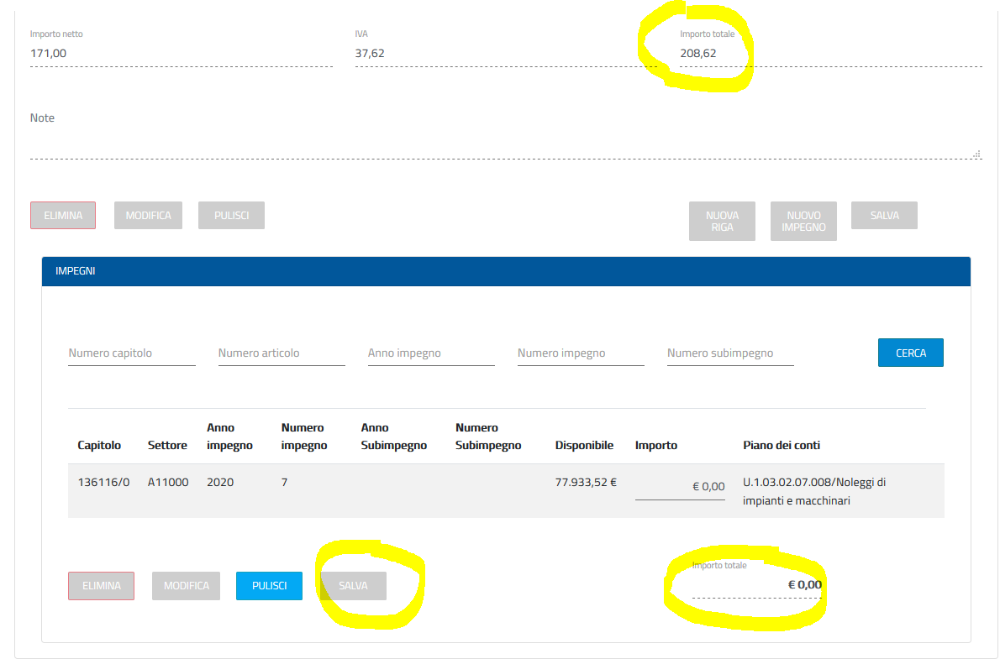 Importo netto IVA Importo totale
171,00 37,62 208,62
Note
ELIMINA MODIFICA PULISCI NUOVA RIGA NUOVO IMPEGNO SALVA
IMPEGNI
Numero capitolo Numero articolo Anno impegno Numero impegno Numero subimpegno CERCA
Capitolo Settore Anno impegno Numero impegno Anno Subimpegno Numero Subimpegno Disponibile Importo Piano dei conti
136116/0 A11000 2020 7 77.933,52 € € 0,00 U.1.03.02.07.008/Noleggi di
impianti e macchinari
Importo totale
ELIMINA MODIFICA PULISCI SALVA € 0,00